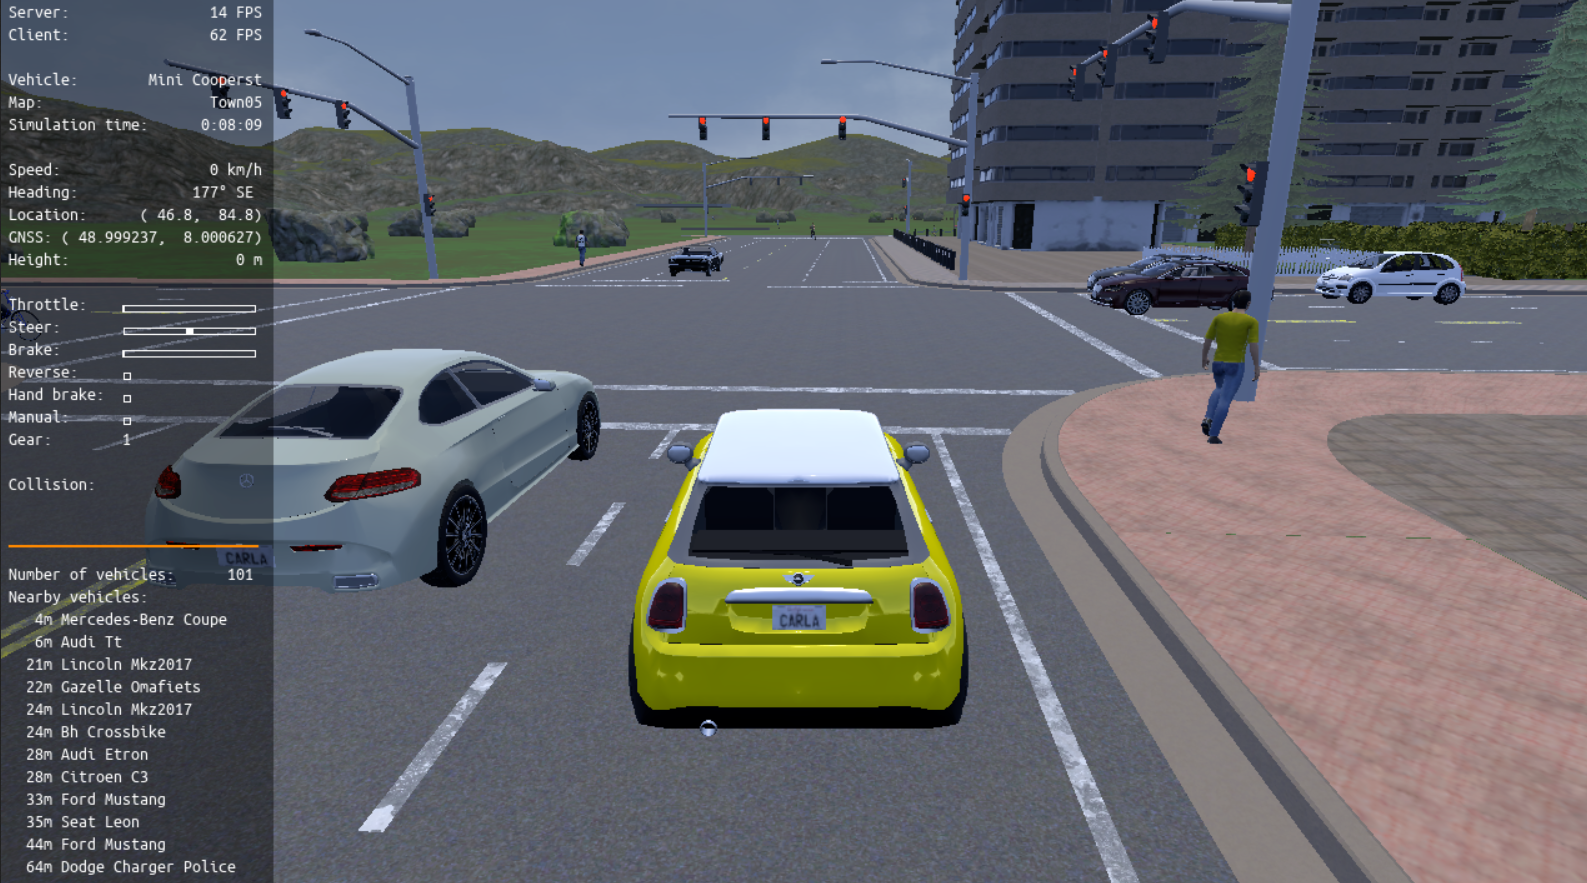 Server: 14 FPS
Client: 62 FPS
Vehicle: Mini Cooperst
Map: Town05
Simulation time: 0:08:09
Speed: 0 km/h
Heading: 177° SE
Location: ( 46.8, 84.8)
GNSS: ( 48.999237, 8.000627)
Height: 0 m
Throttle:
Steer:
Brake:
Reverse:
Hand brake:
Manual:
Gear: 1
Collision:
Number of vehicles: 101
Nearby vehicles:
4m Mercedes-Benz Coupe
6m Audi Tt
21m Lincoln Mkz2017
22m Gazelle Omafiets
24m Lincoln Mkz2017
24m Bh Crossbike
28m Audi Etron
28m Citroen C3
33m Ford Mustang
35m Seat Leon
44m Ford Mustang
64m Dodge Charger Police
CARLA
CARLA